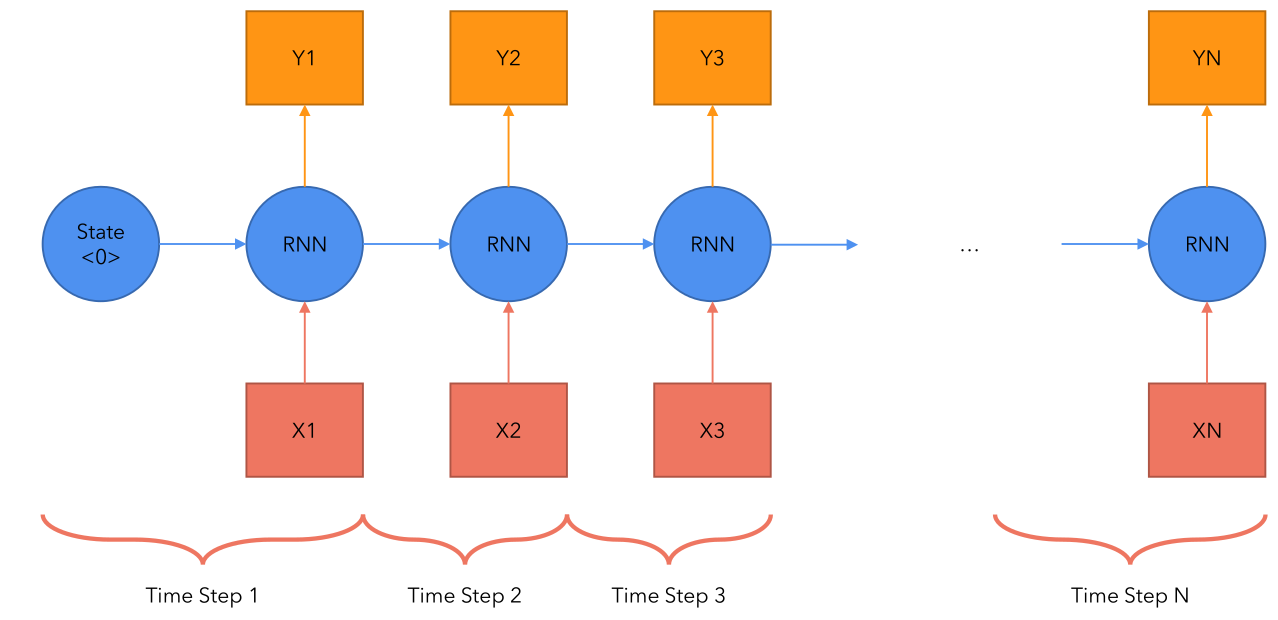 Y1
Y2
Y3
YN
State
<0>
RNN
RNN
RNN
...
RNN
X1
X2
X3
XN
Time Step 1
Time Step 2
Time Step 3
Time Step N